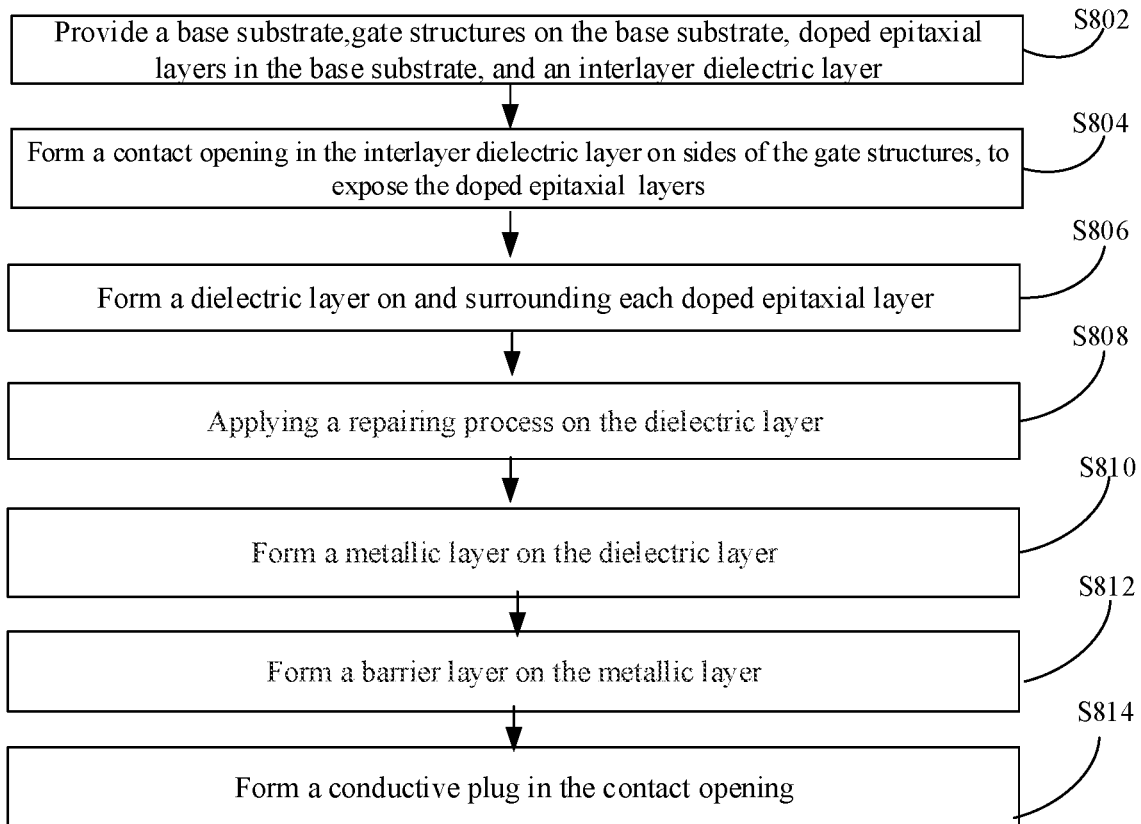 S802
Provide a base substrate,gate structures on the base substrate, doped epitaxial
layers in the base substrate, and an interlayer dielectric layer
S804
Form a contact opening in the interlayer dielectric layer on sides of the gate structures, to
expose the doped epitaxial layers
S806
Form a dielectric layer on and surrounding each doped epitaxial layer
S808
Applying a repairing process on the dielectric layer
S810
Form a metallic layer on the dielectric layer
S812
Form a barrier layer on the metallic layer
S814
Form a conductive plug in the contact opening